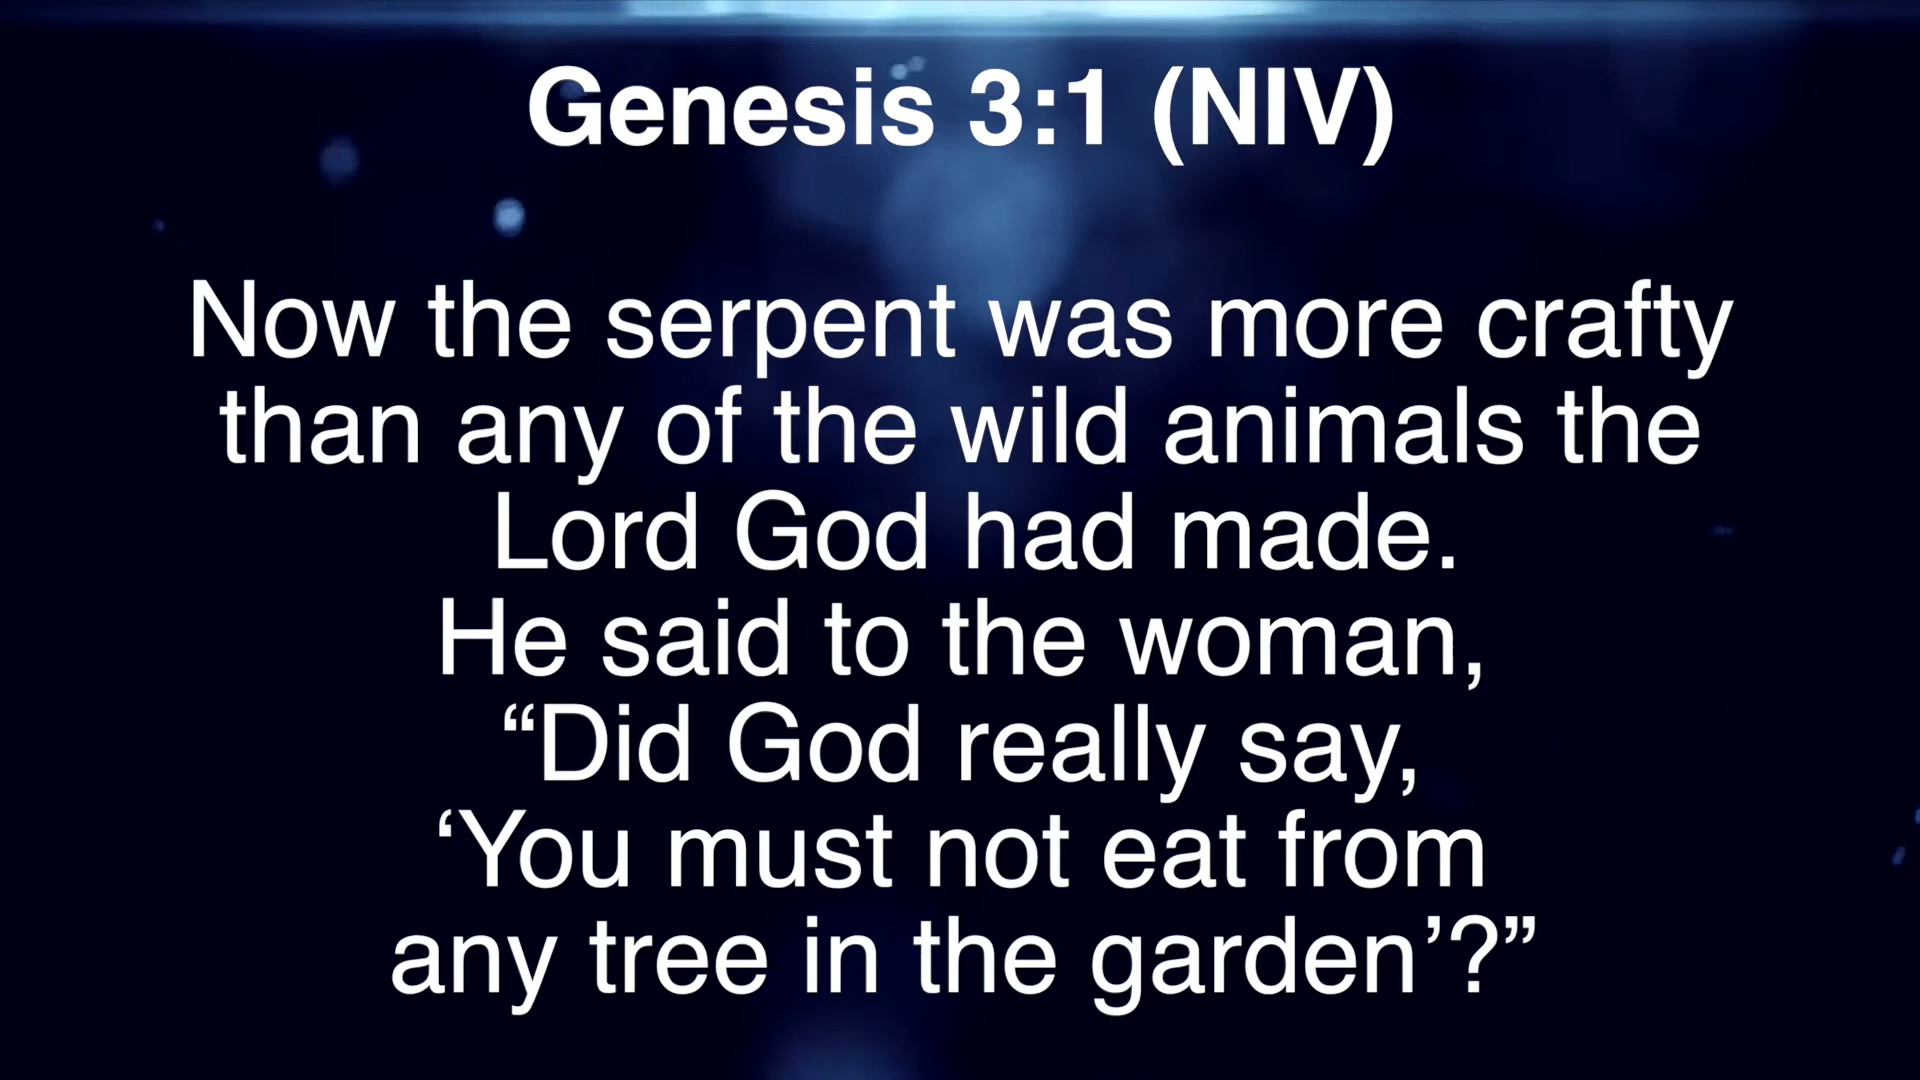 Genesis 3:1 (NIV)
Now the serpent was more crafty
than any of the wild animals the
Lord God had made.
He said to the woman,
“Did God really say,
‘You must not eat from
any tree in the garden’?”